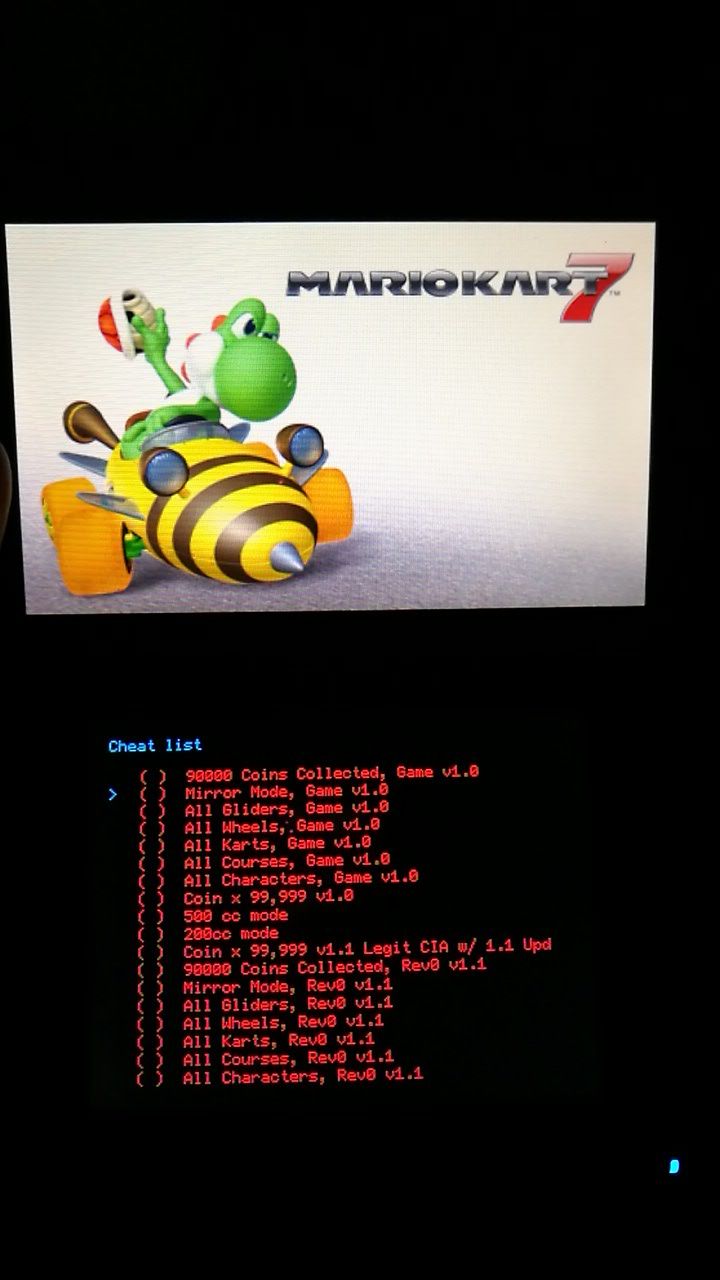 MARIOKART 7™
Cheat list
( ) 90000 Coins Collected, Game v1.0
> ( ) Mirror Mode, Game v1.0
( ) All Gliders, Game v1.0
( ) All Wheels, Game v1.0
( ) All Karts, Game v1.0
( ) All Courses, Game v1.0
( ) All Characters, Game v1.0
( ) Coin x 99,999 v1.0
( ) 500 cc mode
( ) 200cc mode
( ) Coin x 99,999 v1.1 Legit CIA w/ 1.1 Upd
( ) 90000 Coins Collected, Rev0 v1.1
( ) Mirror Mode, Rev0 v1.1
( ) All Gliders, Rev0 v1.1
( ) All Wheels, Rev0 v1.1
( ) All Karts, Rev0 v1.1
( ) All Courses, Rev0 v1.1
( ) All Characters, Rev0 v1.1